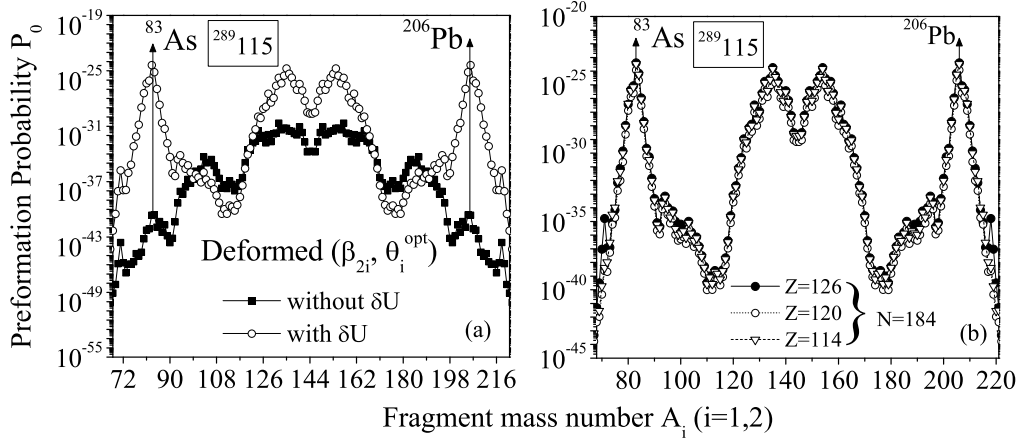 Preformation Probability P₀
10⁻¹⁹
10⁻²⁵
10⁻³¹
10⁻³⁷
10⁻⁴³
10⁻⁴⁹
10⁻⁵⁵
⁸³As
²⁸⁹115
²⁰⁶Pb
Deformed (β₂ᵢ, θᵢᵒᵖᵗ)
without δU
with δU
(a)
72 90 108 126 144 162 180 198 216
10⁻²⁰
10⁻²⁵
10⁻³⁰
10⁻³⁵
10⁻⁴⁰
10⁻⁴⁵
⁸³As
²⁸⁹115
²⁰⁶Pb
Z=126
Z=120
Z=114
} N=184
(b)
80 100 120 140 160 180 200 220
Fragment mass number Aᵢ (i=1,2)